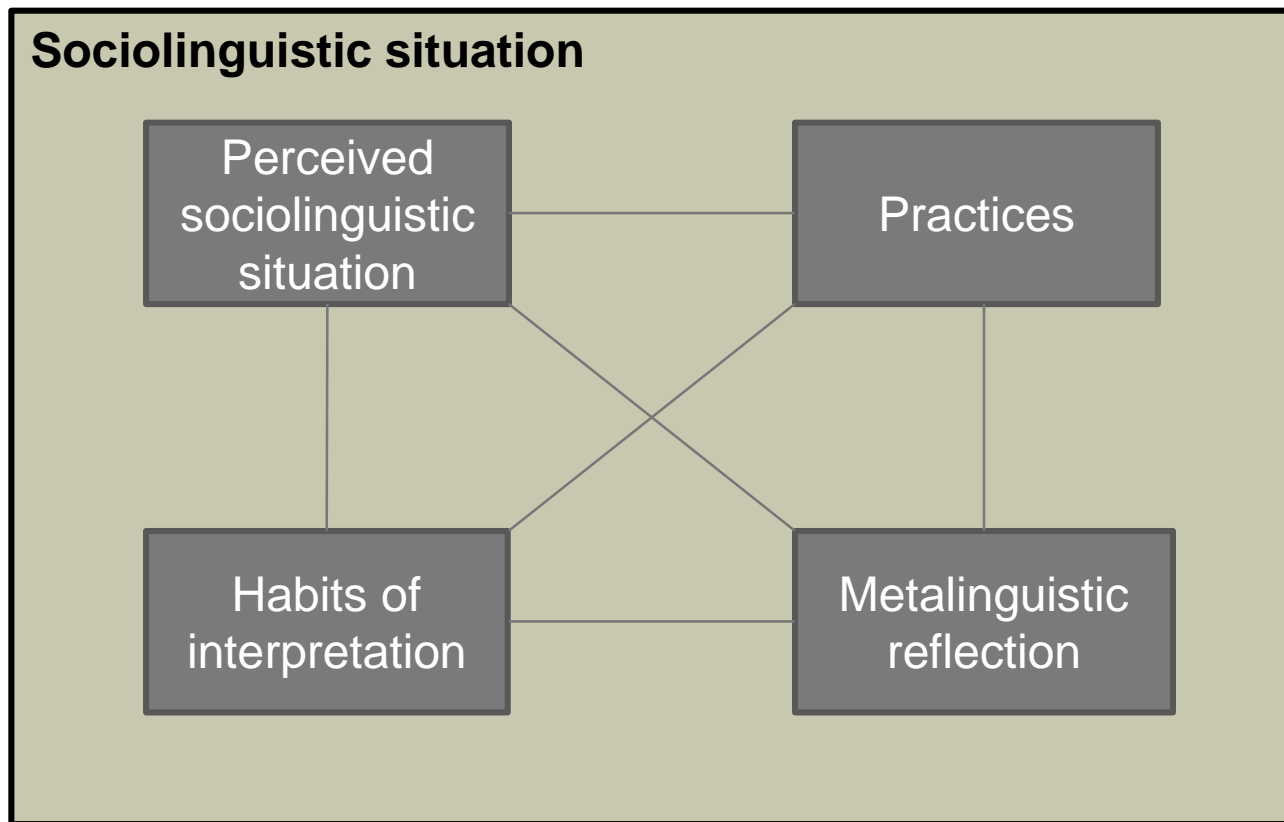 Sociolinguistic situation
Perceived
sociolinguistic
situation
Practices
Habits of
interpretation
Metalinguistic
reflection